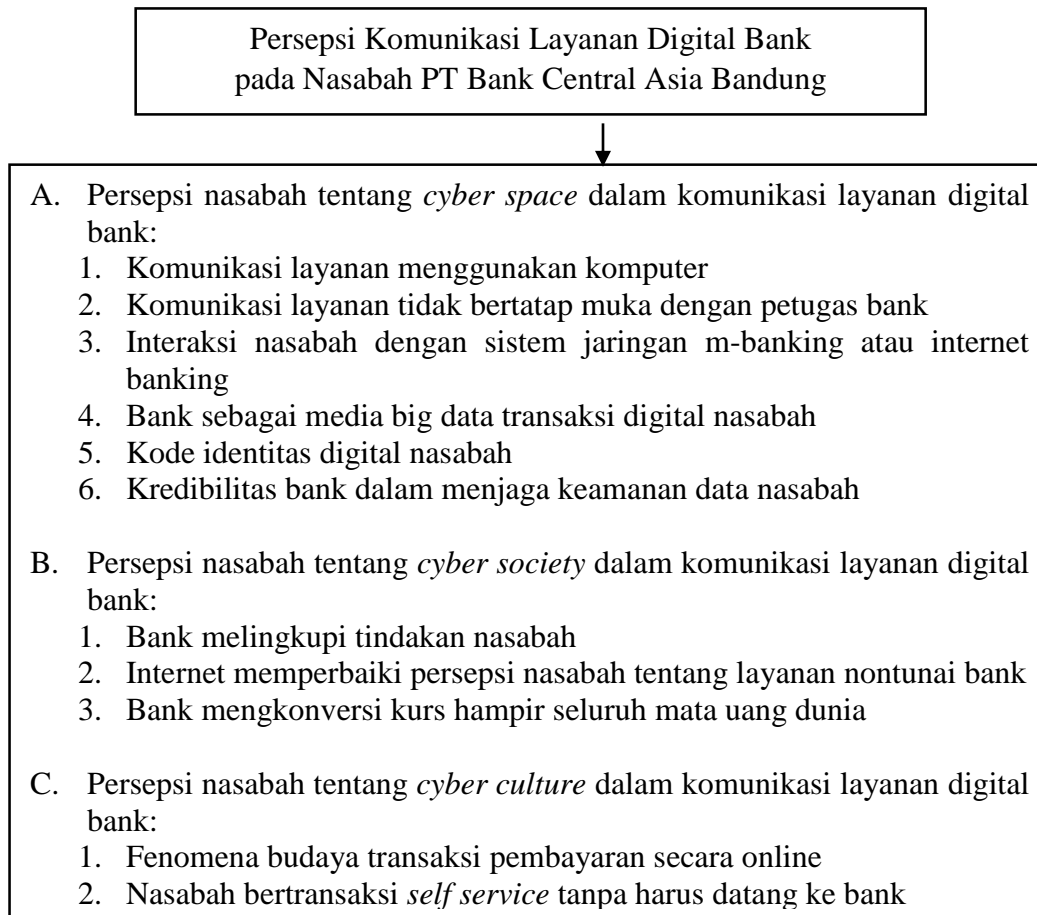 Persepsi Komunikasi Layanan Digital Bank
pada Nasabah PT Bank Central Asia Bandung
A. Persepsi nasabah tentang cyber space dalam komunikasi layanan digital
bank:
1. Komunikasi layanan menggunakan komputer
2. Komunikasi layanan tidak bertatap muka dengan petugas bank
3. Interaksi nasabah dengan sistem jaringan m-banking atau internet
banking
4. Bank sebagai media big data transaksi digital nasabah
5. Kode identitas digital nasabah
6. Kredibilitas bank dalam menjaga keamanan data nasabah
B. Persepsi nasabah tentang cyber society dalam komunikasi layanan digital
bank:
1. Bank melingkupi tindakan nasabah
2. Internet memperbaiki persepsi nasabah tentang layanan nontunai bank
3. Bank mengkonversi kurs hampir seluruh mata uang dunia
C. Persepsi nasabah tentang cyber culture dalam komunikasi layanan digital
bank:
1. Fenomena budaya transaksi pembayaran secara online
2. Nasabah bertransaksi self service tanpa harus datang ke bank